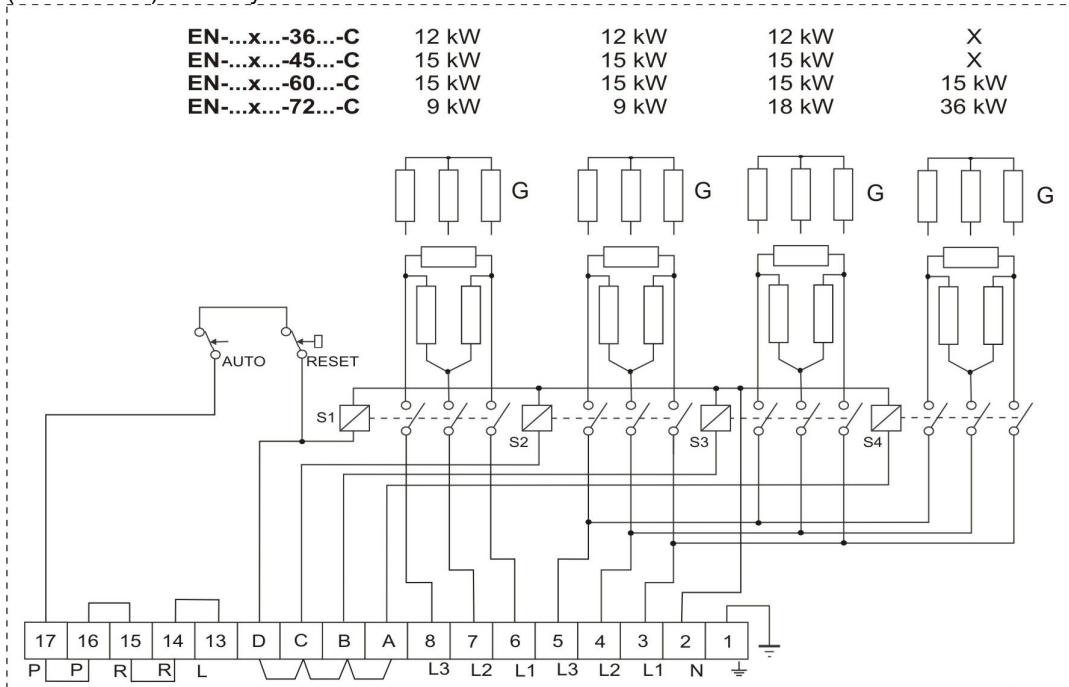 EN-...x...-36...-C 12 kW 12 kW 12 kW X
EN-...x...-45...-C 15 kW 15 kW 15 kW X
EN-...x...-60...-C 15 kW 15 kW 15 kW 15 kW
EN-...x...-72...-C 9 kW 9 kW 18 kW 36 kW
G G G G
AUTO RESET
S1 S2 S3 S4
17 16 15 14 13 D C B A 8 7 6 5 4 3 2 1
P P R R L L3 L2 L1 L3 L2 L1 N